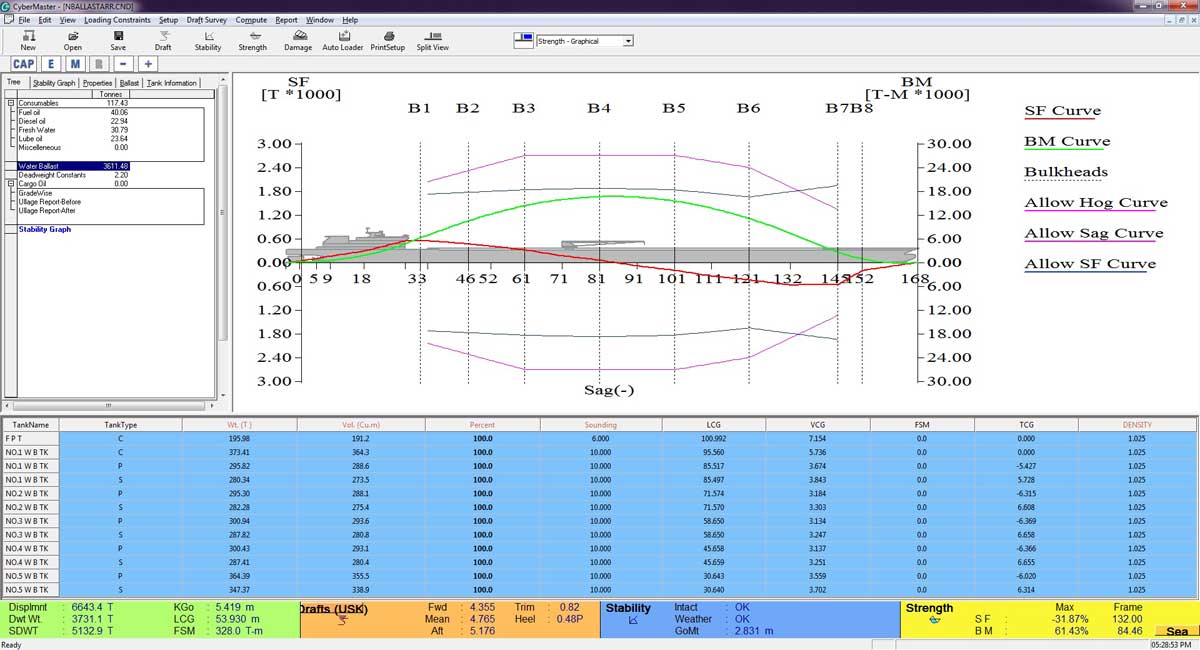 CyberMaster - [NBALLASTARR.CND]
File Edit View Loading Constraints Setup Draft Survey Compute Report Window Help
New Open Save Draft Stability Strength Damage Auto Loader PrintSetup Split View
Strength - Graphical
CAP E M R - +
Tree Stability Graph Properties Ballast Tank Information
Tonnes
Consumables 117.43
Fuel oil 40.06
Diesel oil 22.94
Fresh Water 30.79
Lube oil 23.64
Miscellaneous 0.00
Water Ballast 3611.48
Deadweight Constants 2.20
Cargo Oil 0.00
GradeWise
Ullage Report-Before
Ullage Report-After
Stability Graph
SF BM
[T *1000] [T-M *1000]
B1 B2 B3 B4 B5 B6 B7 B8
3.00 30.00
2.40 24.00
1.80 18.00
1.20 12.00
0.60 6.00
0.00 0.00
0 5 9 18 33 46 52 61 71 81 91 101 111 121 132 145 152 168
0.60 6.00
1.20 12.00
1.80 18.00
2.40 24.00
3.00 30.00
Sag(-)
SF Curve
BM Curve
Bulkheads
Allow Hog Curve
Allow Sag Curve
Allow SF Curve
TankName TankType Wt. (T ) Vol. (Cu.m) Percent Sounding LCG VCG FSM TCG DENSITY
F P T C 195.98 191.2 100.0 6.000 100.992 7.154 0.0 0.000 1.025
NO.1 W B TK C 373.41 364.3 100.0 10.000 95.560 5.736 0.0 0.000 1.025
NO.1 W B TK P 295.82 288.6 100.0 10.000 85.517 3.674 0.0 -5.427 1.025
NO.1 W B TK S 280.34 273.5 100.0 10.000 85.497 3.843 0.0 5.728 1.025
NO.2 W B TK P 295.30 288.1 100.0 10.000 71.574 3.184 0.0 -6.315 1.025
NO.2 W B TK S 282.28 275.4 100.0 10.000 71.570 3.303 0.0 6.608 1.025
NO.3 W B TK P 300.94 293.6 100.0 10.000 58.650 3.134 0.0 -6.369 1.025
NO.3 W B TK S 287.82 280.8 100.0 10.000 58.650 3.247 0.0 6.658 1.025
NO.4 W B TK P 300.43 293.1 100.0 10.000 45.658 3.137 0.0 -6.366 1.025
NO.4 W B TK S 287.41 280.4 100.0 10.000 45.659 3.251 0.0 6.655 1.025
NO.5 W B TK P 364.39 355.5 100.0 10.000 30.643 3.559 0.0 -6.020 1.025
NO.5 W B TK S 347.37 338.9 100.0 10.000 30.640 3.702 0.0 6.314 1.025
Displmnt : 6643.4 T KGo : 5.419 m Drafts (USK) Fwd : 4.355 Trim : 0.82 Stability Intact : OK Strength Max Frame
Dwt Wt. : 3731.1 T LCG : 53.930 m Mean : 4.765 Heel : 0.48P Weather : OK S F : -31.87% 132.00
SDWT : 5132.9 T FSM : 328.0 T-m Aft : 5.176 GoMt : 2.831 m B M : 61.43% 84.46 Sea
Ready 05:28:53 PM